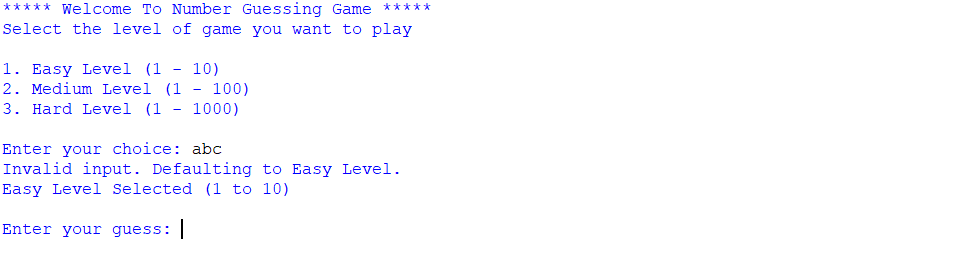 ***** Welcome To Number Guessing Game *****
Select the level of game you want to play
1. Easy Level (1 - 10)
2. Medium Level (1 - 100)
3. Hard Level (1 - 1000)
Enter your choice: abc
Invalid input. Defaulting to Easy Level.
Easy Level Selected (1 to 10)
Enter your guess: